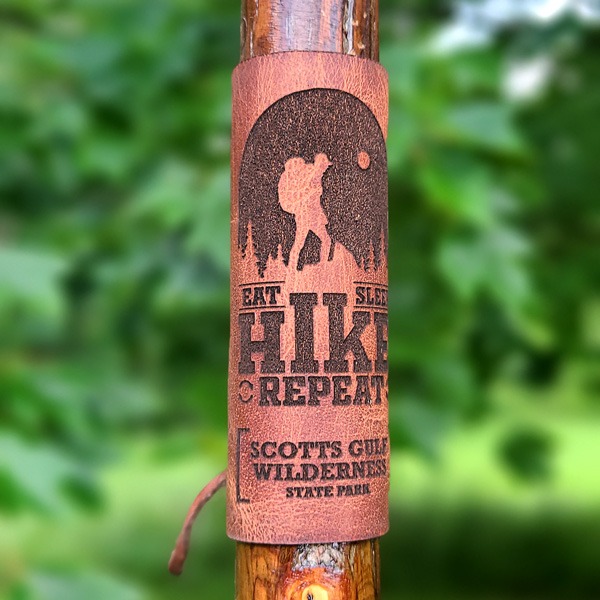 EAT SLEE
HIKE
REPEAT
SCOTTS GULF
WILDERNESS
STATE PARK